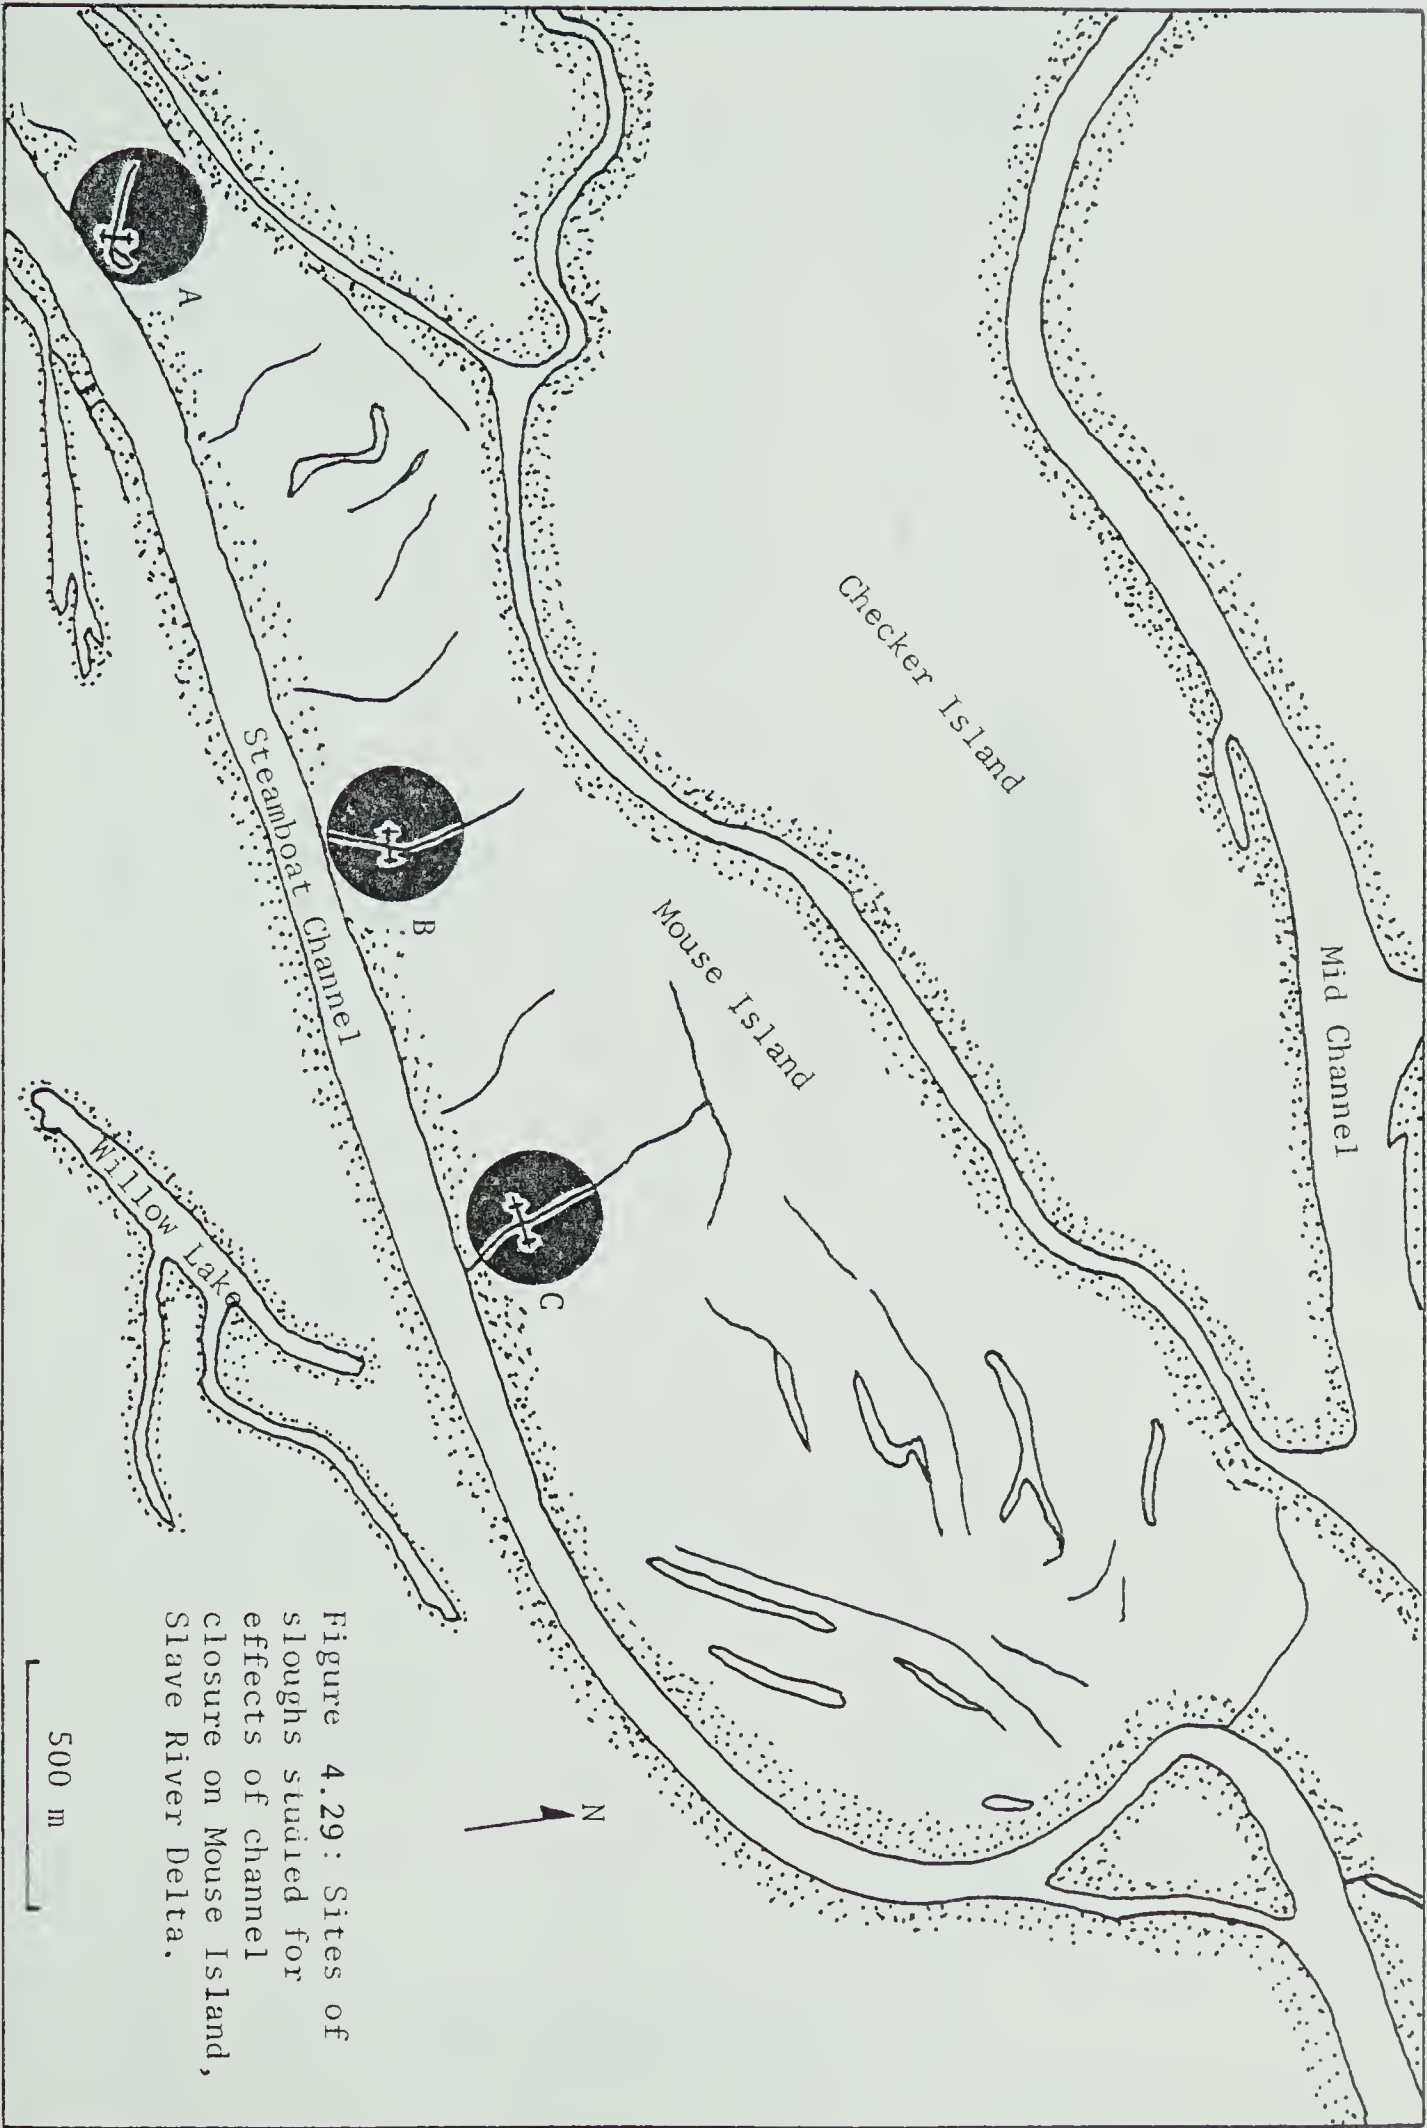 Mid Channel
Checker Island
Mouse Island
Steamboat Channel
Willow Lake
A
B
C
N
Figure 4.29: Sites of
sloughs studied for
effects of channel
closure on Mouse Island,
Slave River Delta.
500 m